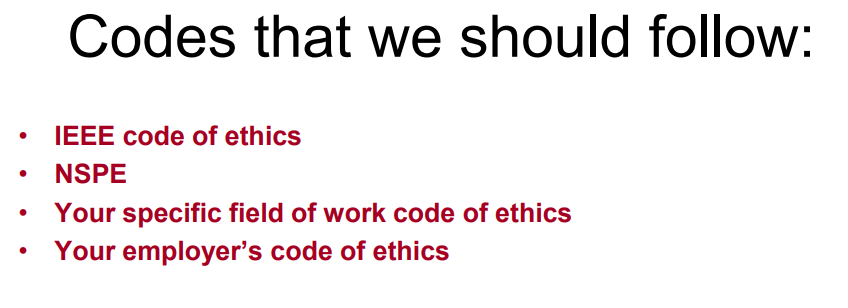 Codes that we should follow:
• IEEE code of ethics
• NSPE
• Your specific field of work code of ethics
• Your employer’s code of ethics